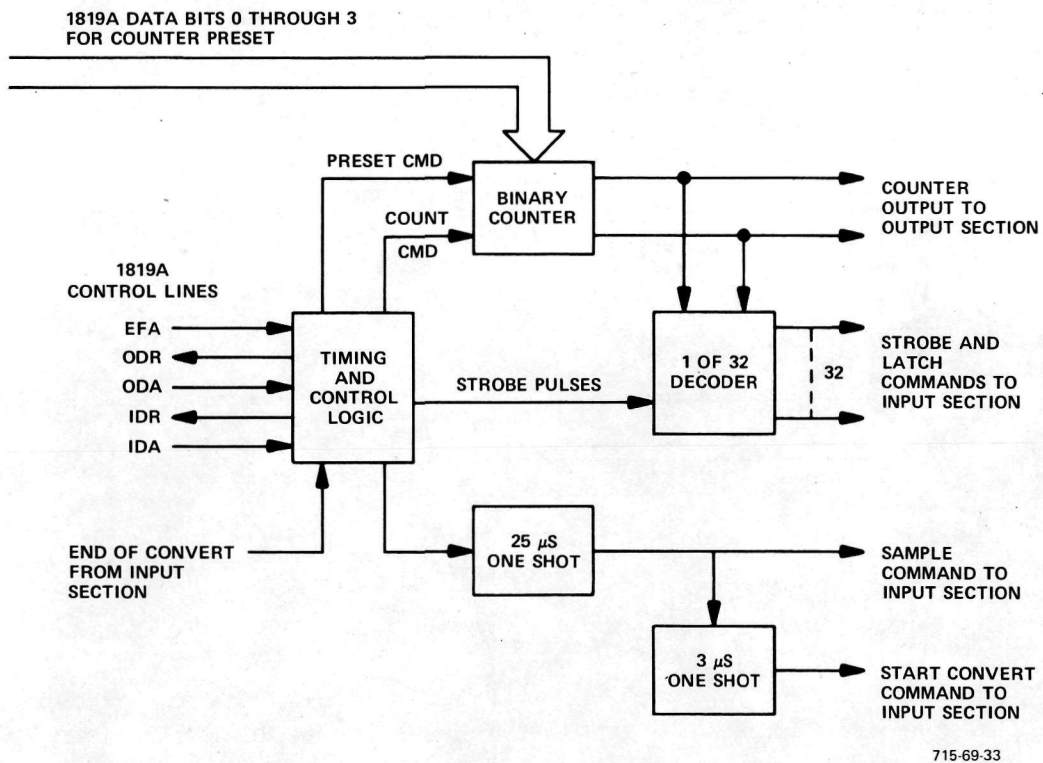 1819A DATA BITS 0 THROUGH 3
FOR COUNTER PRESET
PRESET CMD
BINARY
COUNTER
COUNT
CMD
COUNTER
OUTPUT TO
OUTPUT SECTION
1819A
CONTROL LINES
EFA
ODR
ODA
IDR
IDA
TIMING
AND
CONTROL
LOGIC
STROBE PULSES
1 OF 32
DECODER
32
STROBE AND
LATCH
COMMANDS TO
INPUT SECTION
END OF CONVERT
FROM INPUT
SECTION
25 μS
ONE SHOT
SAMPLE
COMMAND TO
INPUT SECTION
3 μS
ONE SHOT
START CONVERT
COMMAND TO
INPUT SECTION
715-69-33